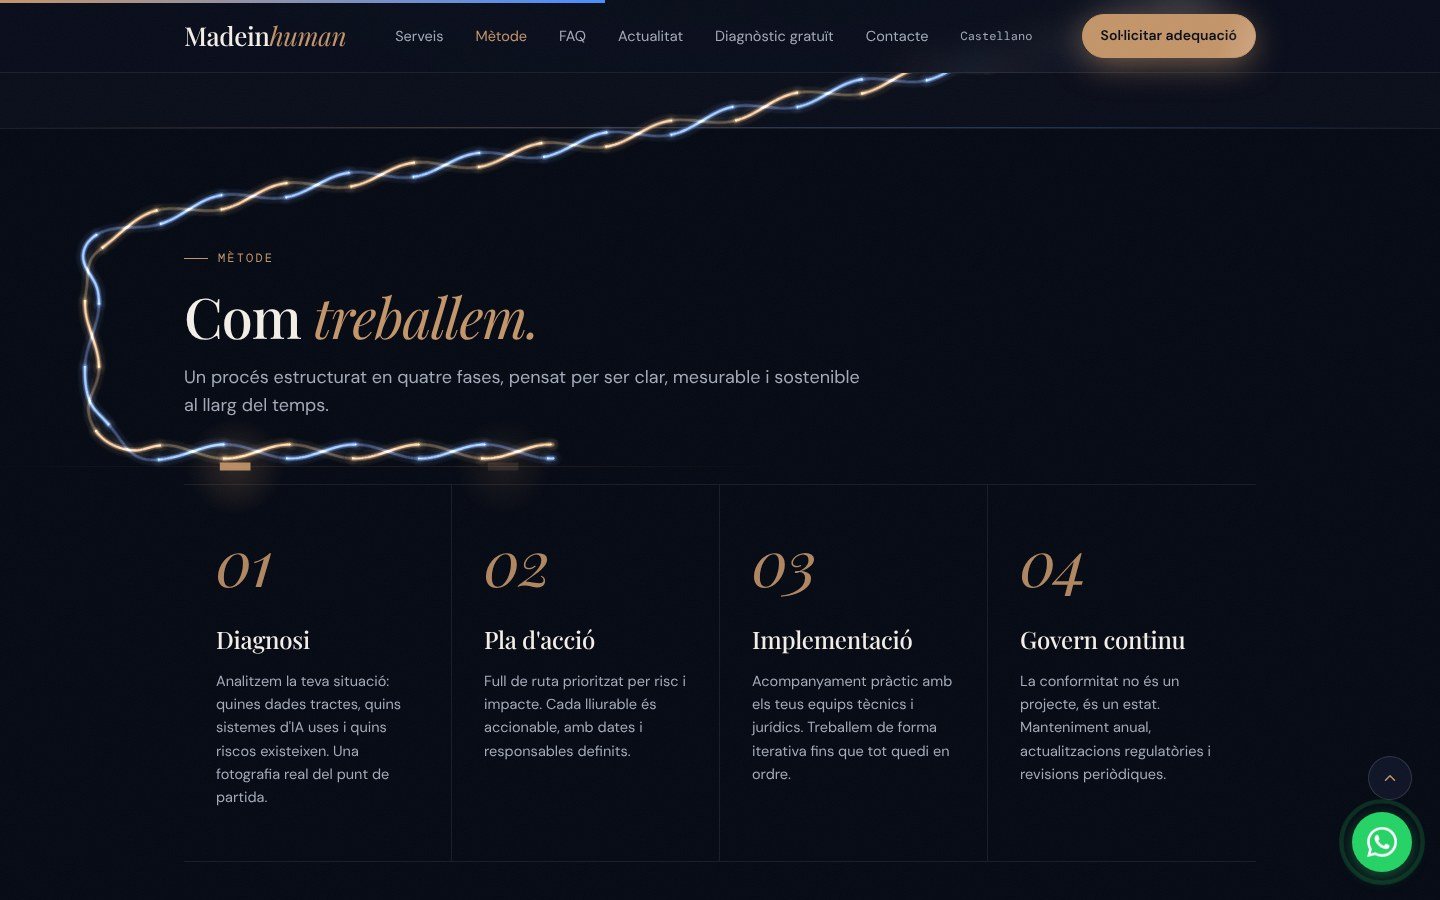 Madeinhuman
Serveis
Mètode
FAQ
Actualitat
Diagnòstic gratuït
Contacte
Castellano
Sol·licitar adequació
MÈTODE
Com treballem.
Un procés estructurat en quatre fases, pensat per ser clar, mesurable i sostenible
al llarg del temps.
01
Diagnosi
Analitzem la teva situació:
quines dades tractes, quins
sistemes d'IA uses i quins
riscos existeixen. Una
fotografia real del punt de
partida.
02
Pla d'acció
Full de ruta prioritzat per risc i
impacte. Cada lliurable és
accionable, amb dates i
responsables definits.
03
Implementació
Acompanyament pràctic amb
els teus equips tècnics i
jurídics. Treballem de forma
iterativa fins que tot quedi en
ordre.
04
Govern continu
La conformitat no és un
projecte, és un estat.
Manteniment anual,
actualitzacions regulatòries i
revisions periòdiques.